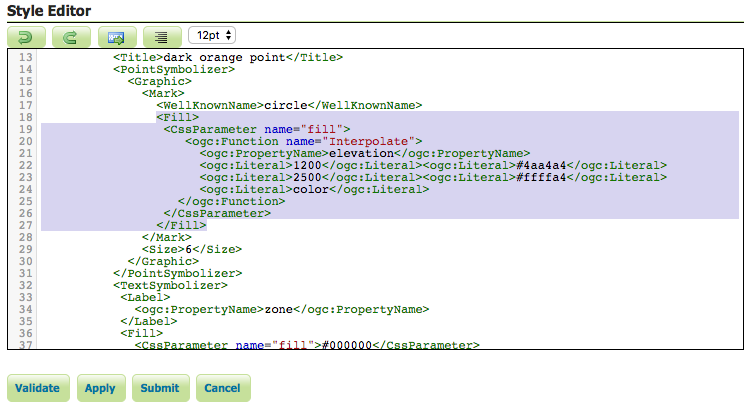 Style Editor
12pt
13 <Title>dark orange point</Title>
14 <PointSymbolizer>
15 <Graphic>
16 <Mark>
17 <WellKnownName>circle</WellKnownName>
18 <Fill>
19 <CssParameter name="fill">
20 <ogc:Function name="Interpolate">
21 <ogc:PropertyName>elevation</ogc:PropertyName>
22 <ogc:Literal>1200</ogc:Literal><ogc:Literal>#4aa4a4</ogc:Literal>
23 <ogc:Literal>2500</ogc:Literal><ogc:Literal>#ffffa4</ogc:Literal>
24 <ogc:Literal>color</ogc:Literal>
25 </ogc:Function>
26 </CssParameter>
27 </Fill>
28 </Mark>
29 <Size>6</Size>
30 </Graphic>
31 </PointSymbolizer>
32 <TextSymbolizer>
33 <Label>
34 <ogc:PropertyName>zone</ogc:PropertyName>
35 </Label>
36 <Fill>
37 <CssParameter name="fill">#000000</CssParameter>
Validate Apply Submit Cancel